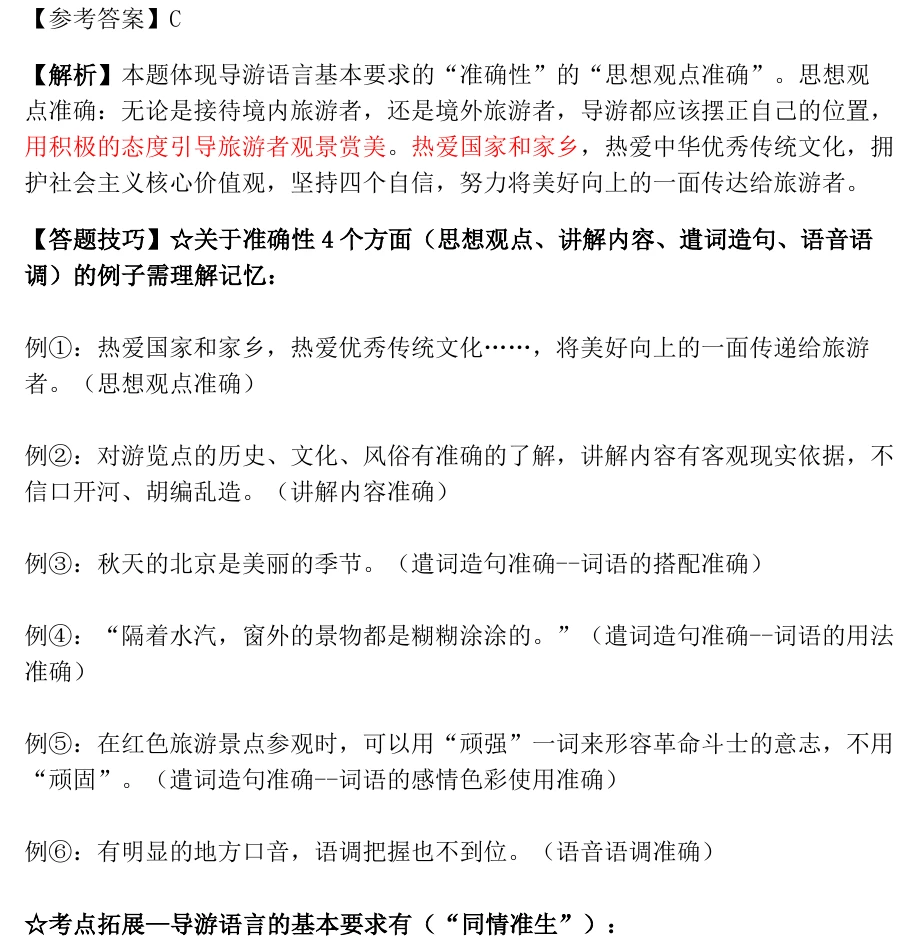 【参考答案】C
【解析】本题体现导游语言基本要求的“准确性”的“思想观点准确”。思想观
点准确：无论是接待境内旅游者，还是境外旅游者，导游都应该摆正自己的位置，
用积极的态度引导旅游者观景赏美。热爱国家和家乡，热爱中华优秀传统文化，拥
护社会主义核心价值观，坚持四个自信，努力将美好向上的一面传达给旅游者。
【答题技巧】☆关于准确性 4 个方面（思想观点、讲解内容、遣词造句、语音语
调）的例子需理解记忆：
例①：热爱国家和家乡，热爱优秀传统文化……，将美好向上的一面传递给旅游
者。（思想观点准确）
例②：对游览点的历史、文化、风俗有准确的了解，讲解内容有客观现实依据，不
信口开河、胡编乱造。（讲解内容准确）
例③：秋天的北京是美丽的季节。（遣词造句准确--词语的搭配准确）
例④：“隔着水汽，窗外的景物都是糊糊涂涂的。”（遣词造句准确--词语的用法
准确）
例⑤：在红色旅游景点参观时，可以用“顽强”一词来形容革命斗士的意志，不用
“顽固”。（遣词造句准确--词语的感情色彩使用准确）
例⑥：有明显的地方口音，语调把握也不到位。（语音语调准确）
☆考点拓展—导游语言的基本要求有（“同情准生”）：